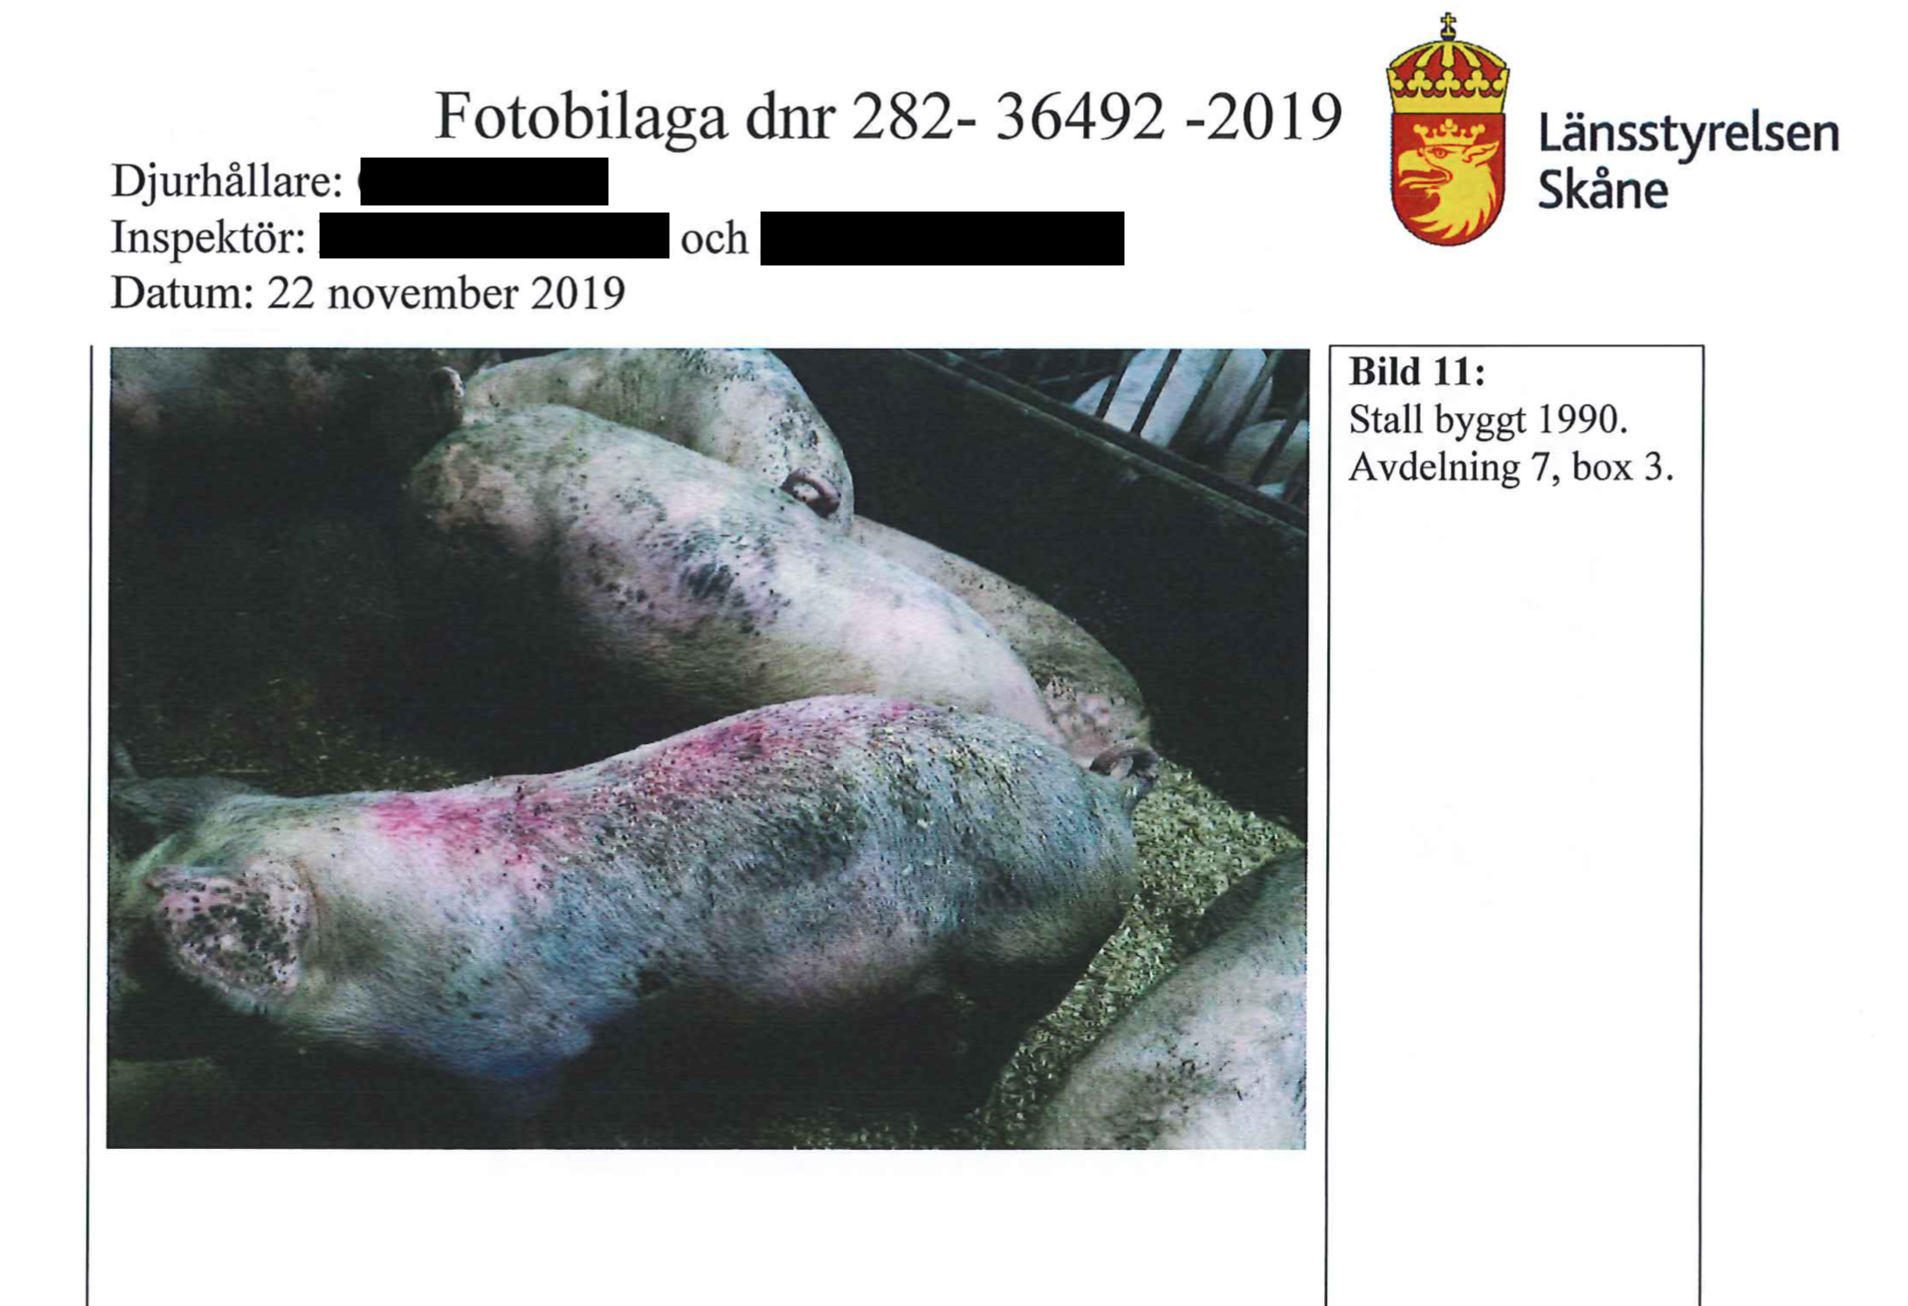 Fotobilaga dnr 282- 36492 -2019
Länsstyrelsen
Skåne
Djurhållare:
Inspektör: och
Datum: 22 november 2019
Bild 11:
Stall byggt 1990.
Avdelning 7, box 3.